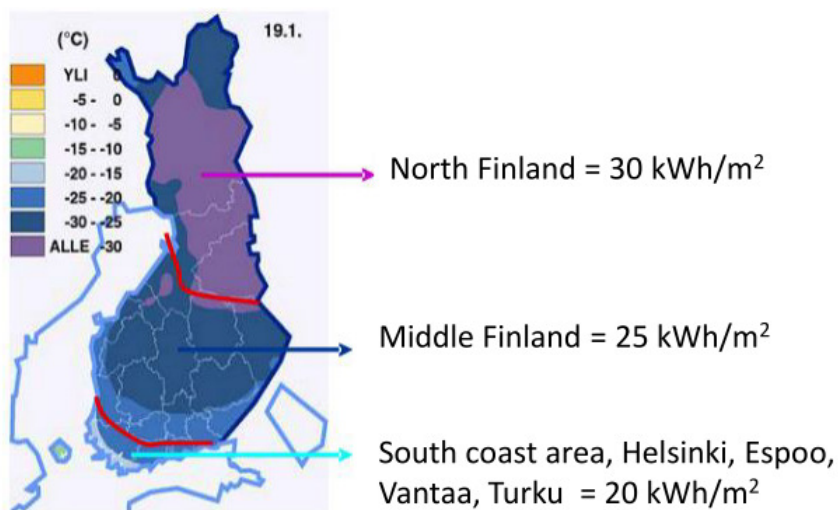 (°C)
19.1.
YLI 0
-5 - 0
-10 - -5
-15 - -10
-20 - -15
-25 - -20
-30 - -25
ALLE -30
North Finland = 30 kWh/m²
Middle Finland = 25 kWh/m²
South coast area, Helsinki, Espoo,
Vantaa, Turku = 20 kWh/m²